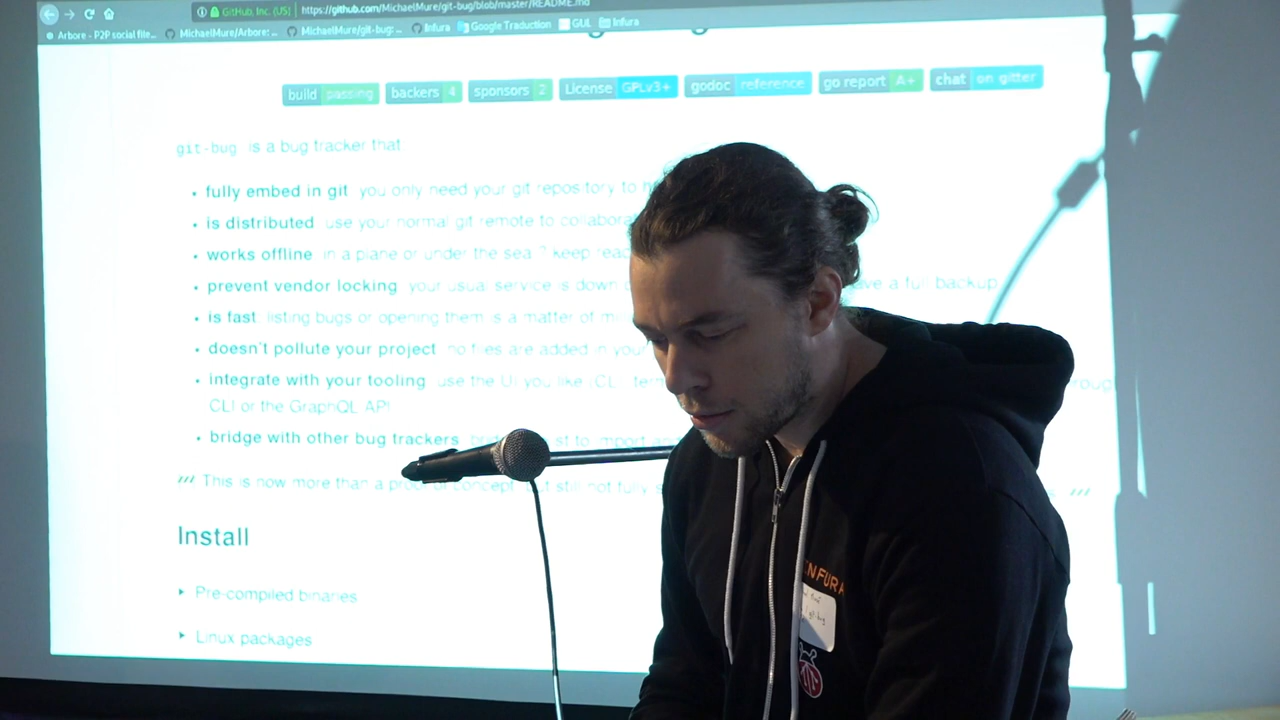 GitHub, Inc. (US) https://github.com/MichaelMure/git-bug/blob/master/README.md
Arbore - P2P social file... MichaelMure/Arbore: ... MichaelMure/git-bug: ... Infura Google Traduction GUL Infura
build passing backers 4 sponsors 2 License GPLv3+ godoc reference go report A+ chat on gitter
git-bug is a bug tracker that
• fully embed in git you only need your git repository to
• is distributed use your normal git remote to
• works offline in a plane or under the sea ? keep
• prevent vendor locking your usual service is down a full backup
• is fast listing bugs or opening them is a matter of
• doesn't pollute your project no files are added in your
• integrate with your tooling use the UI you like (CLI,
CLI or the GraphQL API
• bridge with other bug trackers to import
This is now more than a proof of concept, but still not fully
Install
Pre-compiled binaries
Linux packages
INFURA
git-bug